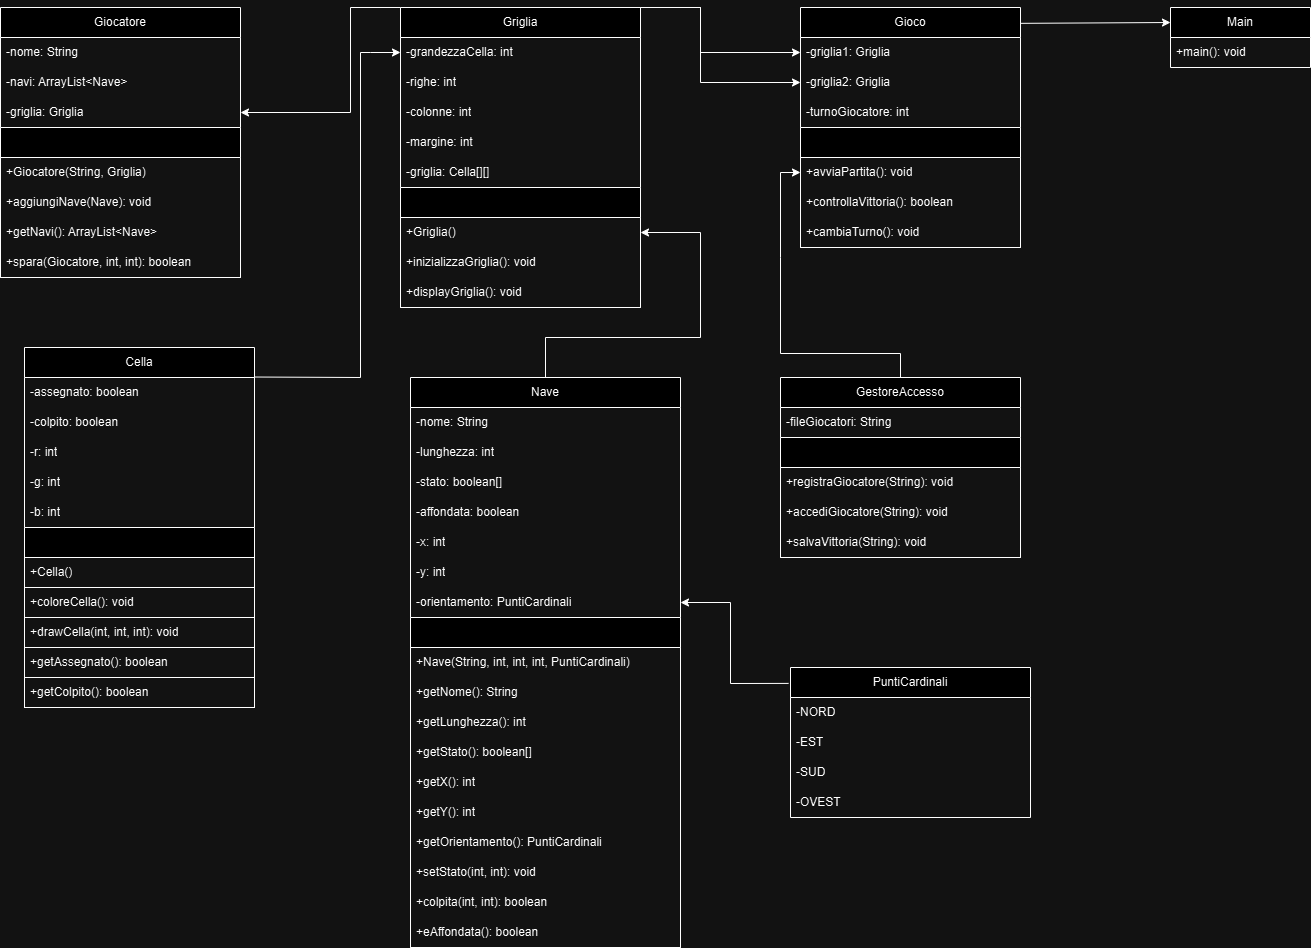 Giocatore
-nome: String
-navi: ArrayList<Nave>
-griglia: Griglia
+Giocatore(String, Griglia)
+aggiungiNave(Nave): void
+getNavi(): ArrayList<Nave>
+spara(Giocatore, int, int): boolean
Griglia
-grandezzaCella: int
-righe: int
-colonne: int
-margine: int
-griglia: Cella[][]
+Griglia()
+inizializzaGriglia(): void
+displayGriglia(): void
Gioco
-griglia1: Griglia
-griglia2: Griglia
-turnoGiocatore: int
+avviaPartita(): void
+controllaVittoria(): boolean
+cambiaTurno(): void
Main
+main(): void
Cella
-assegnato: boolean
-colpito: boolean
-r: int
-g: int
-b: int
+Cella()
+coloreCella(): void
+drawCella(int, int, int): void
+getAssegnato(): boolean
+getColpito(): boolean
Nave
-nome: String
-lunghezza: int
-stato: boolean[]
-affondata: boolean
-x: int
-y: int
-orientamento: PuntiCardinali
+Nave(String, int, int, int, PuntiCardinali)
+getNome(): String
+getLunghezza(): int
+getStato(): boolean[]
+getX(): int
+getY(): int
+getOrientamento(): PuntiCardinali
+setStato(int, int): void
+colpita(int, int): boolean
+eAffondata(): boolean
GestoreAccesso
-fileGiocatori: String
+registraGiocatore(String): void
+accediGiocatore(String): void
+salvaVittoria(String): void
PuntiCardinali
-NORD
-EST
-SUD
-OVEST